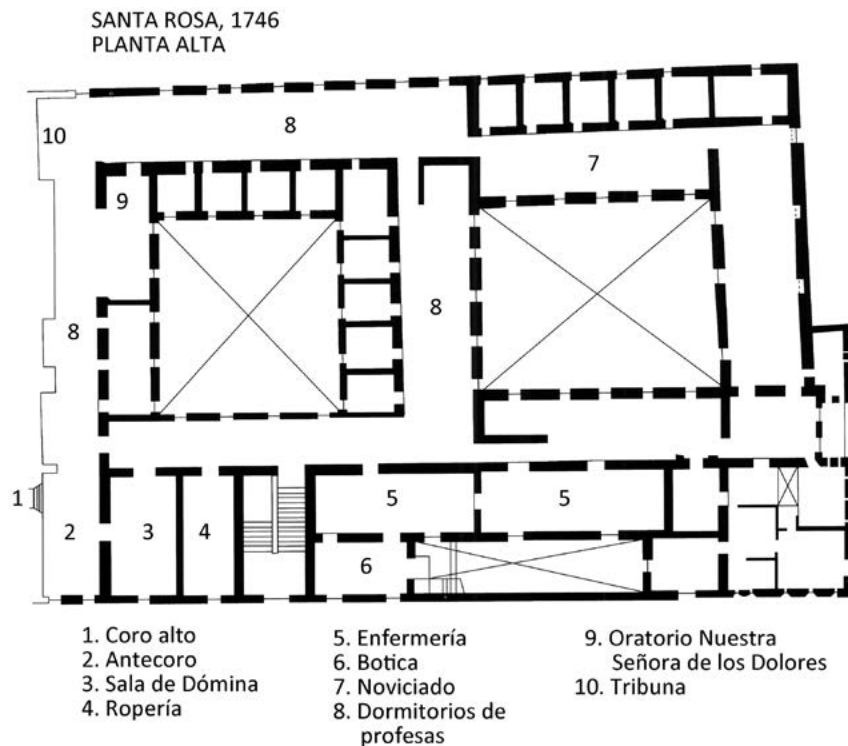 SANTA ROSA, 1746
PLANTA ALTA
10
8
7
9
8
8
1
2
3
4
5
5
6
1. Coro alto
2. Antecoro
3. Sala de Dómina
4. Ropería
5. Enfermería
6. Botica
7. Noviciado
8. Dormitorios de
profesas
9. Oratorio Nuestra
Señora de los Dolores
10. Tribuna